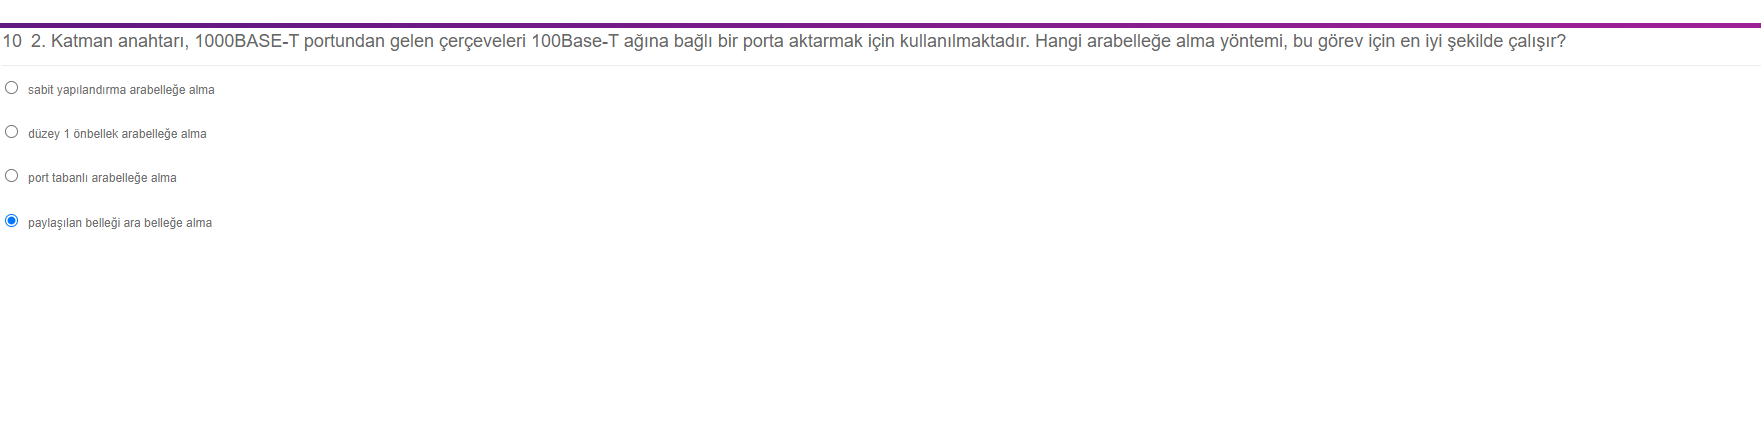 10 2. Katman anahtarı, 1000BASE-T portundan gelen çerçeveleri 100Base-T ağına bağlı bir porta aktarmak için kullanılmaktadır. Hangi arabelleğe alma yöntemi, bu görev için en iyi şekilde çalışır?
sabit yapılandırma arabelleğe alma
düzey 1 önbellek arabelleğe alma
port tabanlı arabelleğe alma
paylaşılan belleği ara belleğe alma